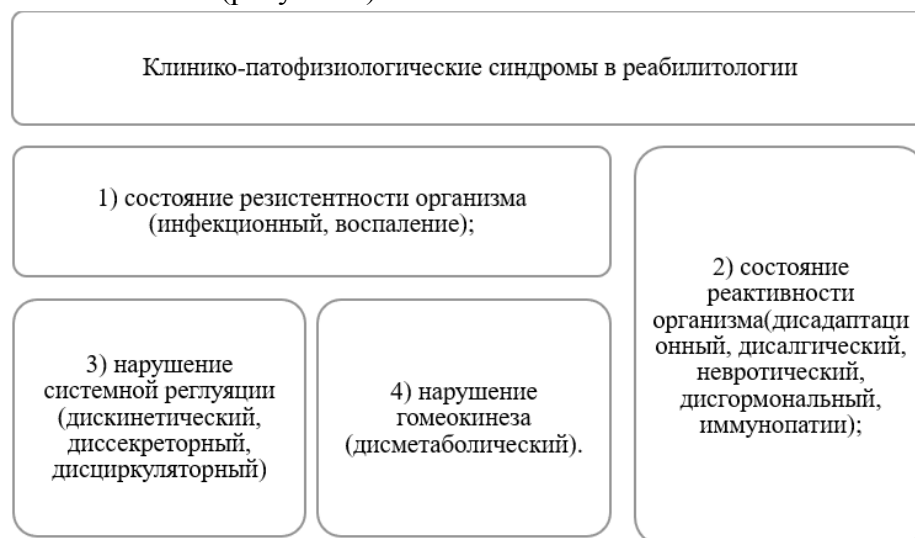 Клинико-патофизиологические синдромы в реабилитологии
1) состояние резистентности организма
(инфекционный, воспаление);
2) состояние
реактивности
организма(дисадаптаци
онный, дисалгический,
невротический,
дисгормональный,
иммунопатии);
3) нарушение
системной реглуяции
(дискинетический,
диссекреторный,
дисциркуляторный)
4) нарушение
гомеокинеза
(дисметаболический).